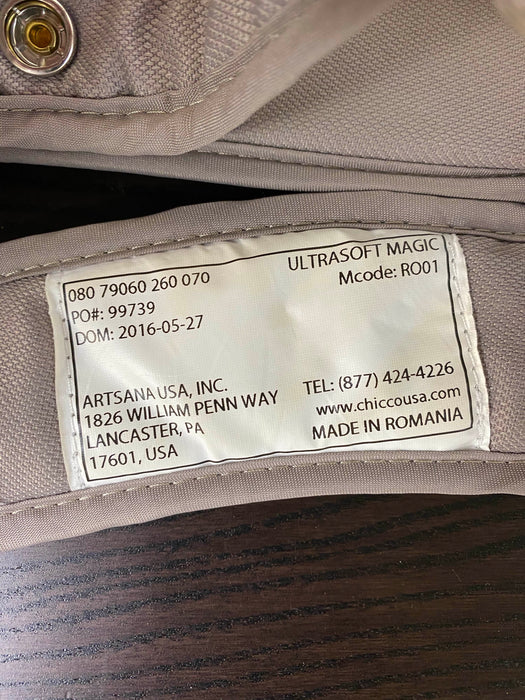 080 79060 260 070
PO#: 99739
DOM: 2016-05-27
ULTRASOFT MAGIC
Mcode: RO01
ARTSANA USA, INC.
1826 WILLIAM PENN WAY
LANCASTER, PA
17601, USA
TEL: (877) 424-4226
www.chiccousa.com
MADE IN ROMANIA